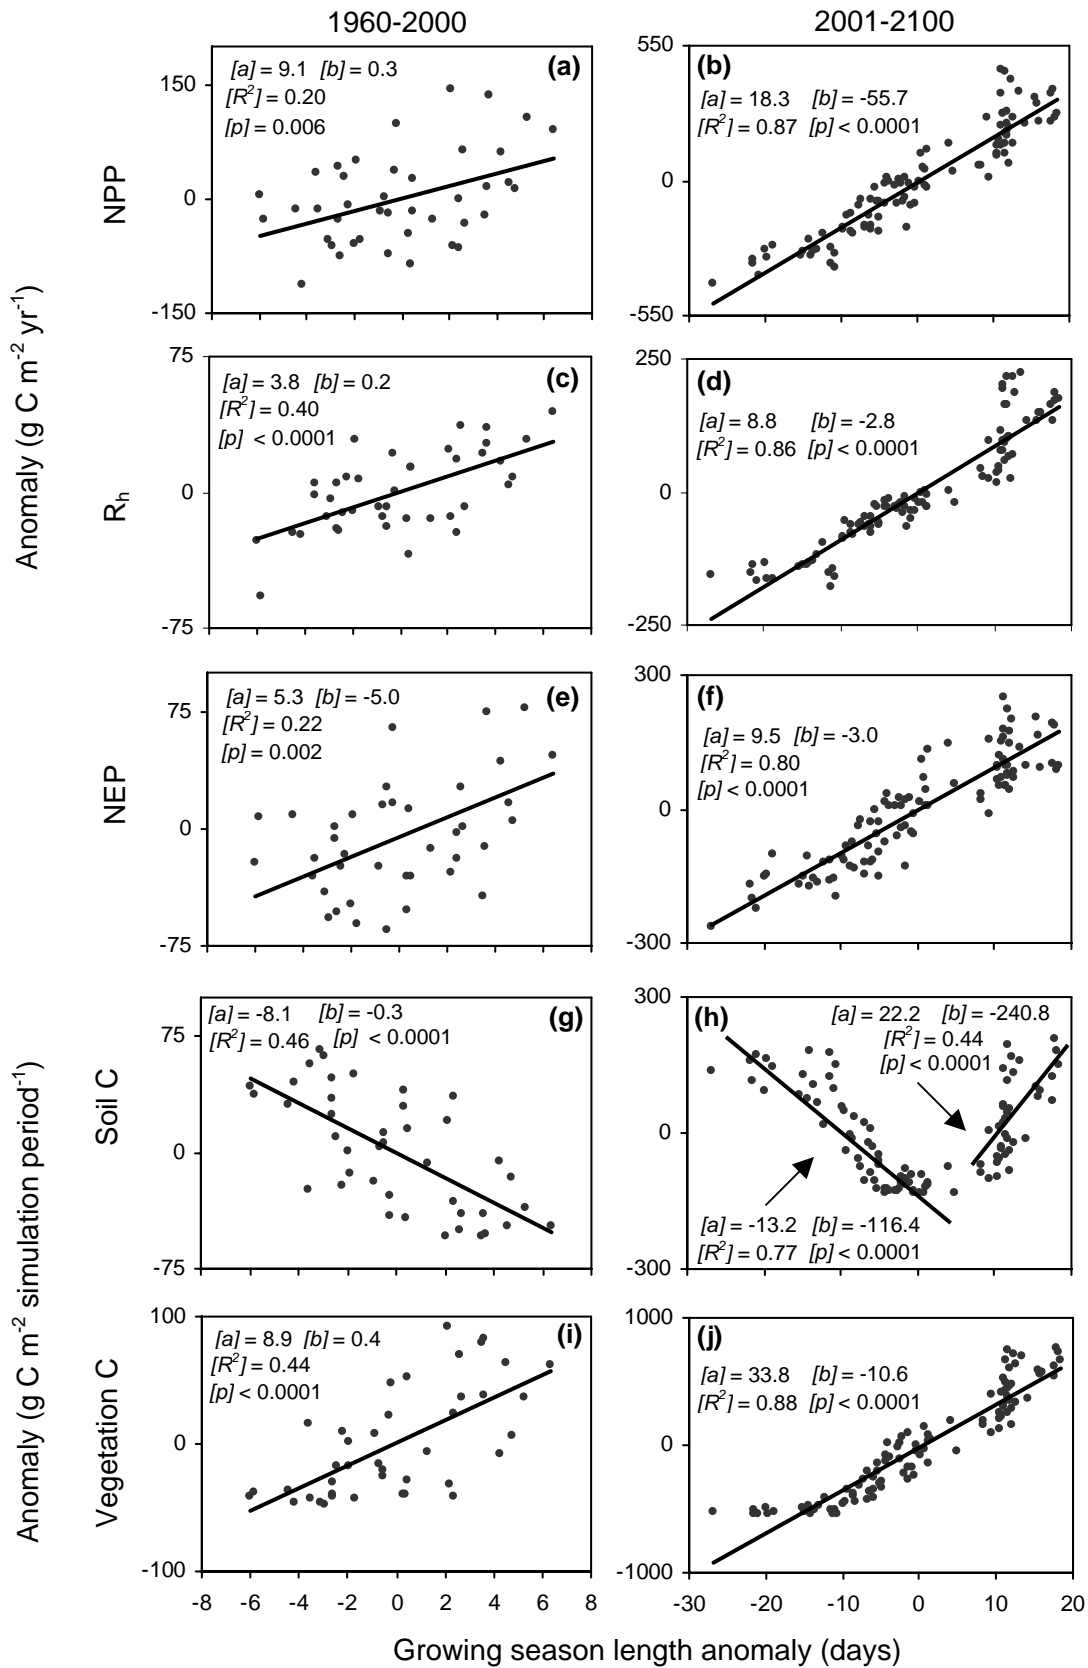 1960-2000
2001-2100
Anomaly (g C m-2 yr-1)
NPP
150
0
-150
[a] = 9.1 [b] = 0.3
[R2] = 0.20
[p] = 0.006
(a)
550
0
-550
(b)
[a] = 18.3 [b] = -55.7
[R2] = 0.87 [p] < 0.0001
Rh
75
0
-75
[a] = 3.8 [b] = 0.2
[R2] = 0.40
[p] < 0.0001
(c)
250
0
-250
(d)
[a] = 8.8 [b] = -2.8
[R2] = 0.86 [p] < 0.0001
NEP
75
0
-75
[a] = 5.3 [b] = -5.0
[R2] = 0.22
[p] = 0.002
(e)
300
0
-300
(f)
[a] = 9.5 [b] = -3.0
[R2] = 0.80
[p] < 0.0001
Anomaly (g C m-2 simulation period-1)
Soil C
75
0
-75
[a] = -8.1 [b] = -0.3
[R2] = 0.46 [p] < 0.0001
(g)
300
0
-300
(h)
[a] = 22.2 [b] = -240.8
[R2] = 0.44
[p] < 0.0001
[a] = -13.2 [b] = -116.4
[R2] = 0.77 [p] < 0.0001
Vegetation C
100
0
-100
[a] = 8.9 [b] = 0.4
[R2] = 0.44
[p] < 0.0001
(i)
1000
0
-1000
(j)
[a] = 33.8 [b] = -10.6
[R2] = 0.88 [p] < 0.0001
-8 -6 -4 -2 0 2 4 6 8
-30 -20 -10 0 10 20
Growing season length anomaly (days)